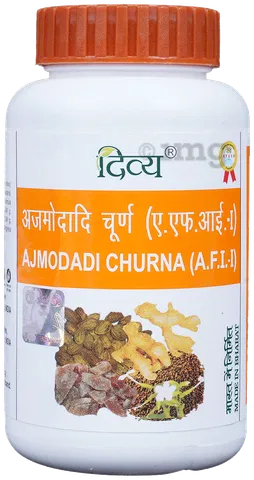 दिव्य®
अजमोदादि चूर्ण (ए.एफ.आई.-I)
AJMODADI CHURNA (A.F.I.-I)
भारत में निर्मित
MADE IN BHARAT